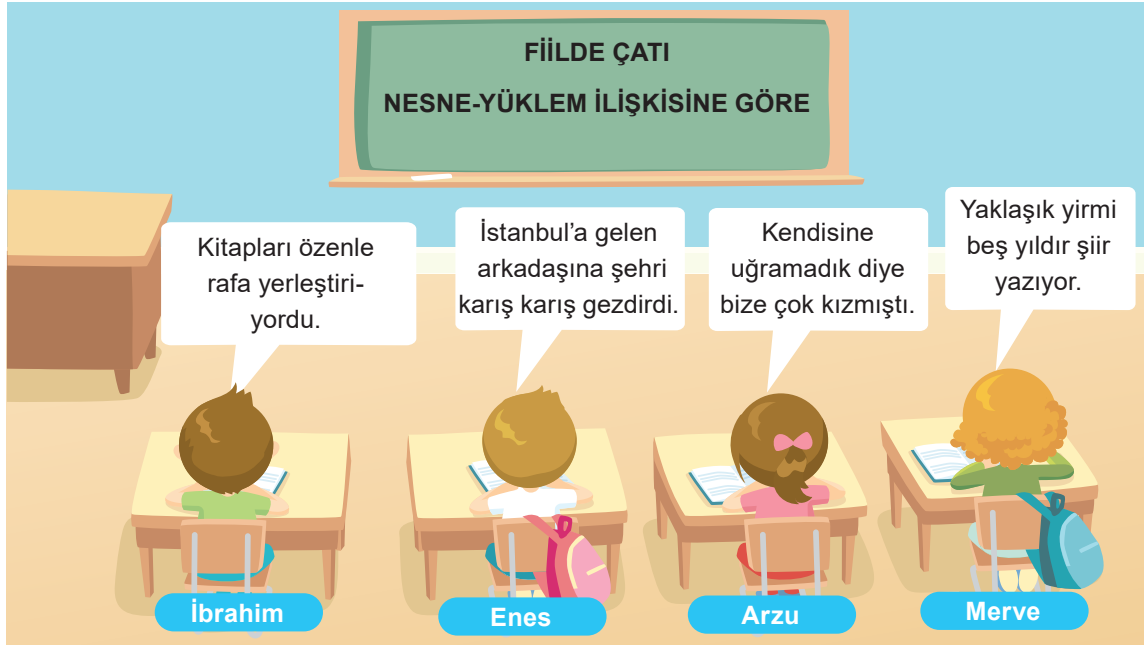 FİİLDE ÇATI
NESNE-YÜKLEM İLİŞKİSİNE GÖRE
Kitapları özenle
rafa yerleştiri-
yordu.
İstanbul’a gelen
arkadaşına şehri
karış karış gezdirdi.
Kendisine
uğramadık diye
bize çok kızmıştı.
Yaklaşık yirmi
beş yıldır şiir
yazıyor.
İbrahim
Enes
Arzu
Merve